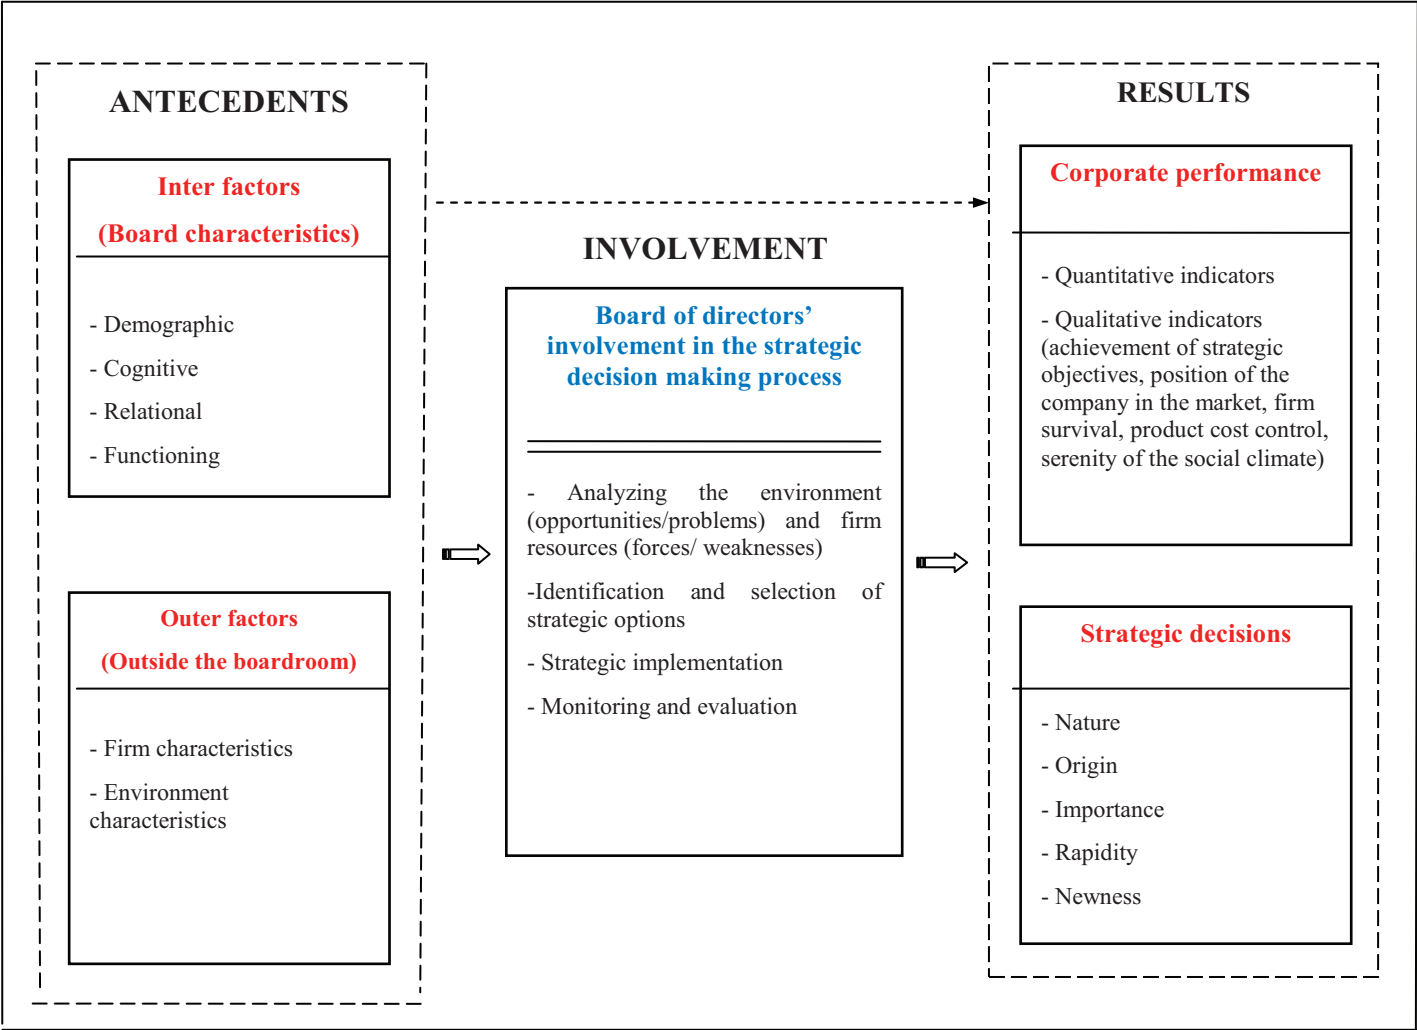 ANTECEDENTS
Inter factors
(Board characteristics)
- Demographic
- Cognitive
- Relational
- Functioning
Outer factors
(Outside the boardroom)
- Firm characteristics
- Environment
characteristics
INVOLVEMENT
Board of directors’
involvement in the strategic
decision making process
- Analyzing the environment
(opportunities/problems) and firm
resources (forces/ weaknesses)
-Identification and selection of
strategic options
- Strategic implementation
- Monitoring and evaluation
RESULTS
Corporate performance
- Quantitative indicators
- Qualitative indicators
(achievement of strategic
objectives, position of the
company in the market, firm
survival, product cost control,
serenity of the social climate)
Strategic decisions
- Nature
- Origin
- Importance
- Rapidity
- Newness